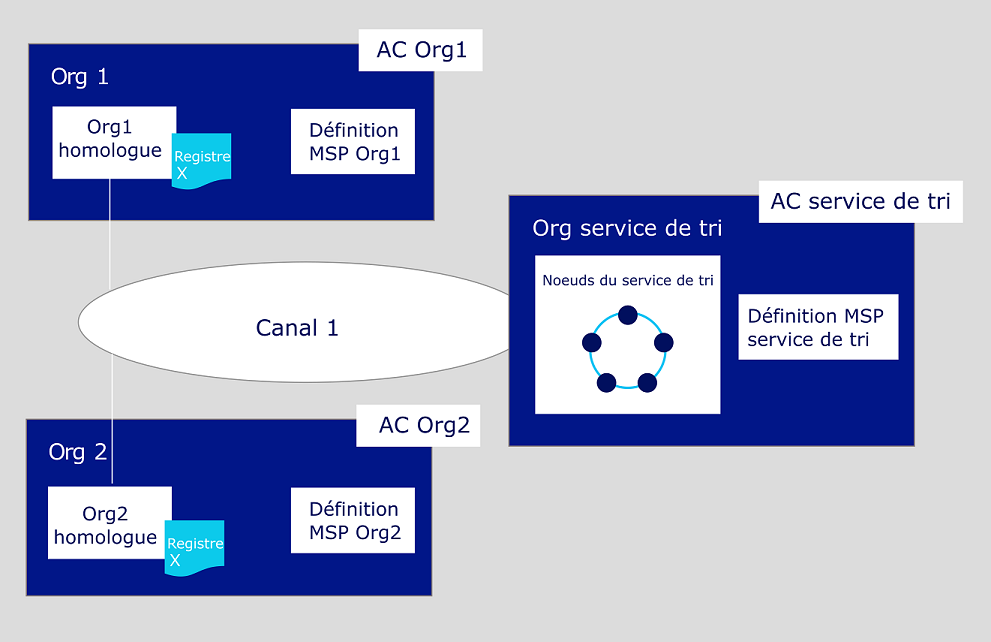 AC Org1
Org 1
Org1
homologue
Registre
X
Définition
MSP Org1
AC service de tri
Org service de tri
Noeuds du service de tri
Définition MSP
service de tri
Canal 1
AC Org2
Org 2
Org2
homologue
Registre
X
Définition
MSP Org2